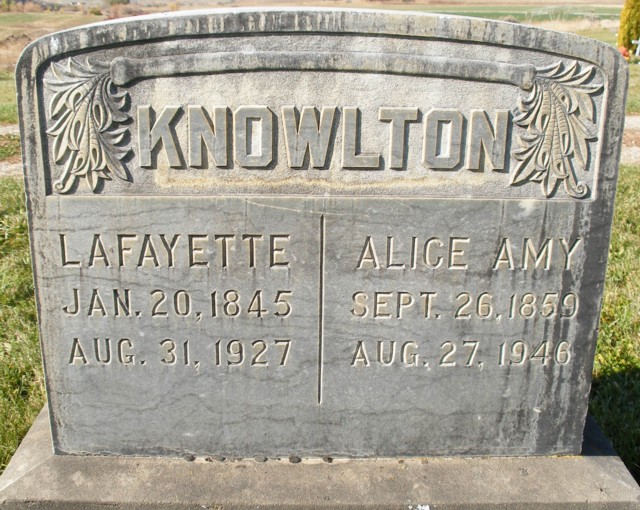 KNOWLTON
LAFAYETTE
JAN. 20, 1845
AUG. 31, 1927
ALICE AMY
SEPT. 26, 1859
AUG. 27, 1946